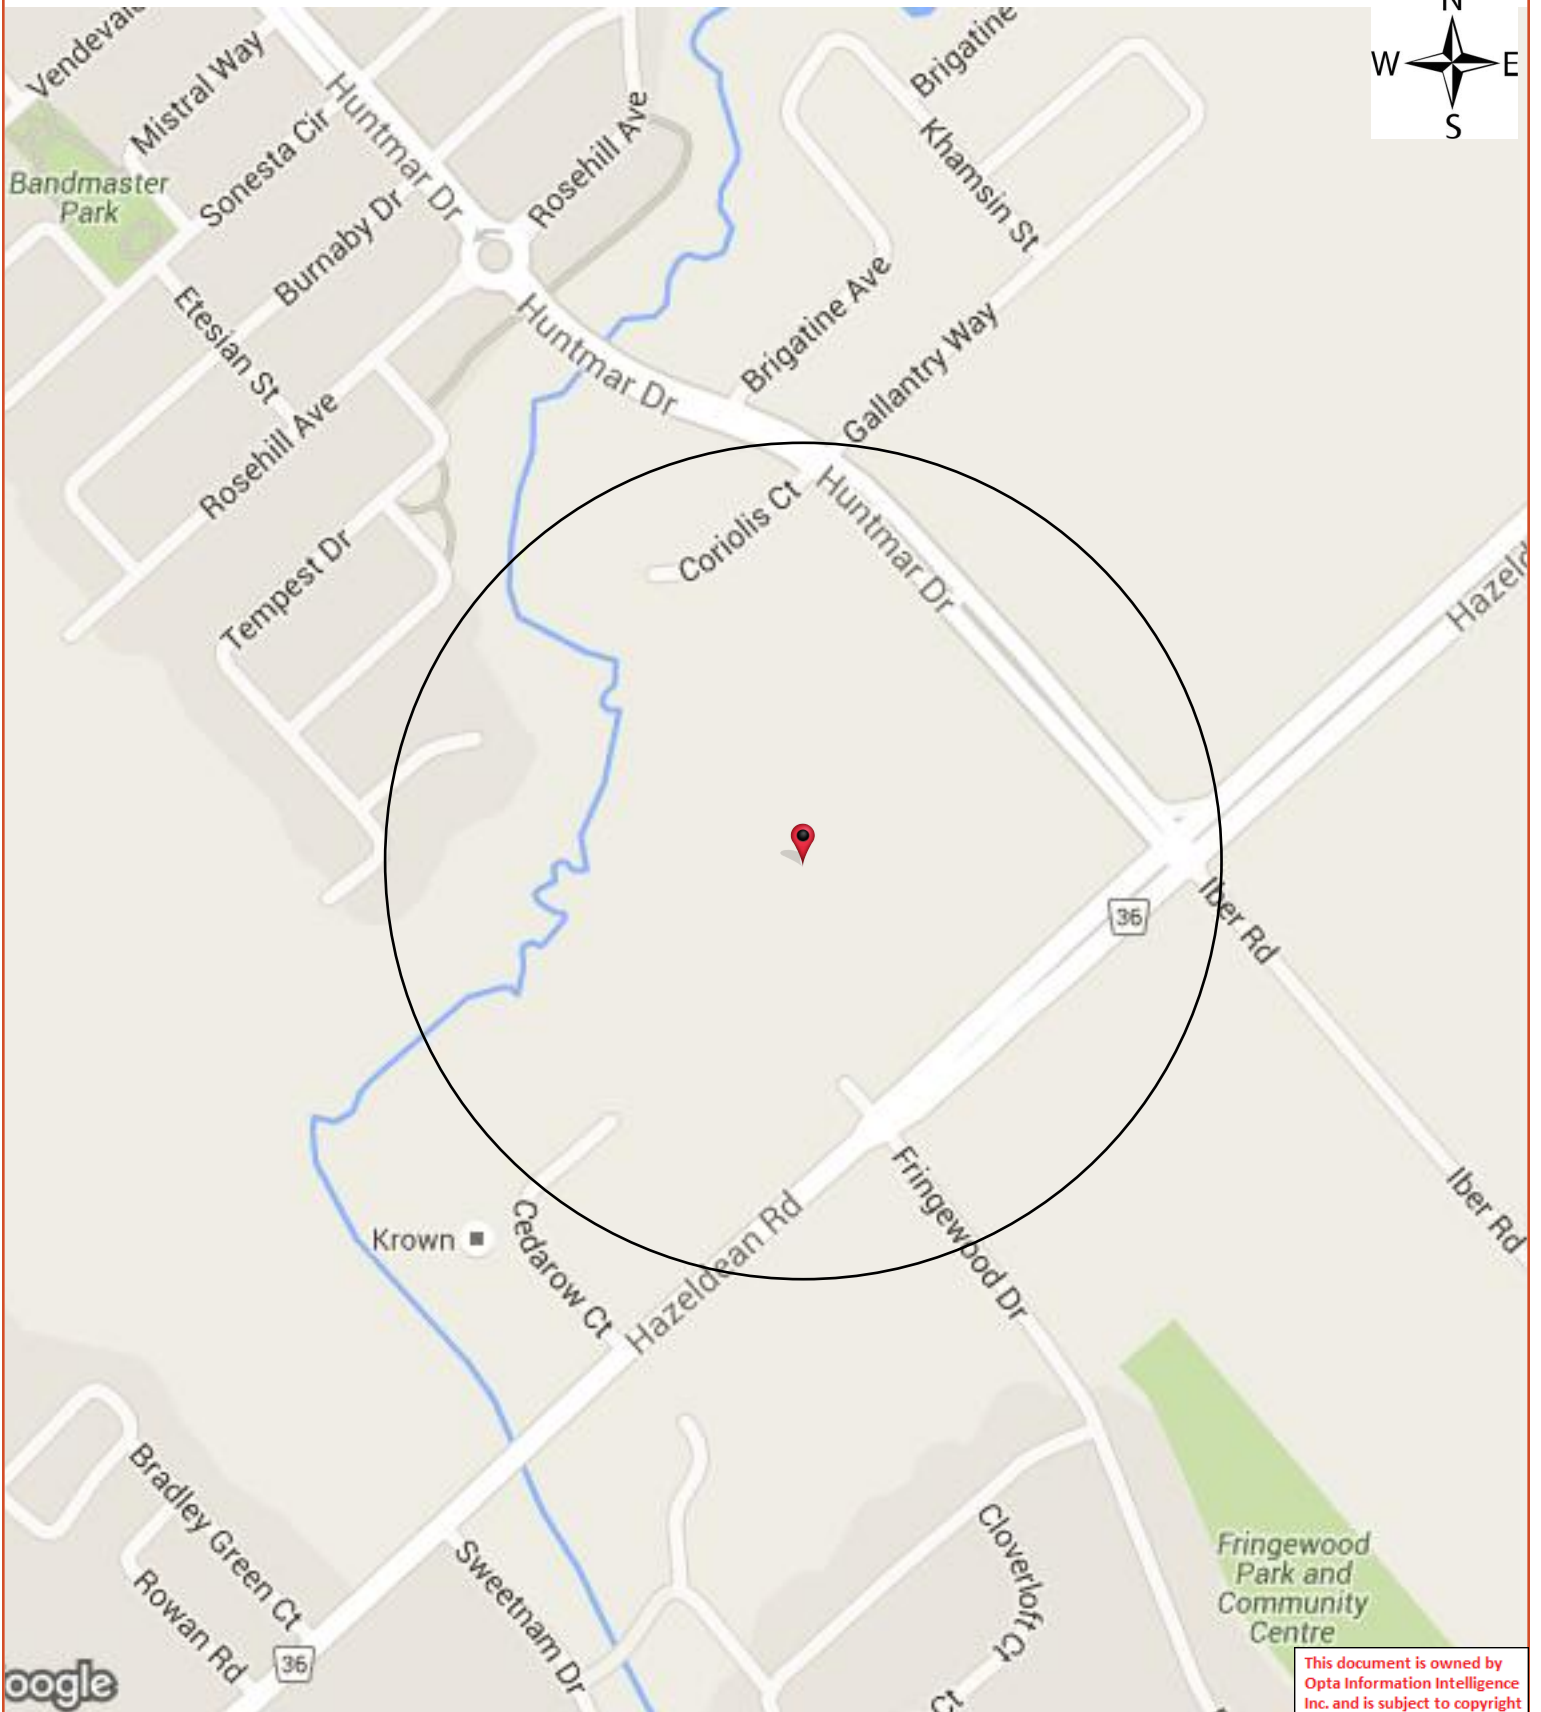 N
W E
S
Vendevale
Mistral Way
Huntmar Dr
Sonesta Cir
Rosehill Ave
Brigatine
Khamsin St
Bandmaster
Park
Burnaby Dr
Etesian St
Huntmar Dr
Brigatine Ave
Gallantry Way
Rosehill Ave
Coriolis Ct
Huntmar Dr
Tempest Dr
Hazeld
36
Iber Rd
Fringewood Dr
Iber Rd
Krown
Cedarow Ct
Hazeldean Rd
Bradley Green Ct
Rowan Rd
36
Sweetnam Dr
Cloverloft Ct
Ct
Fringewood
Park and
Community
Centre
oogle
This document is owned by
Opta Information Intelligence
Inc. and is subject to copyright